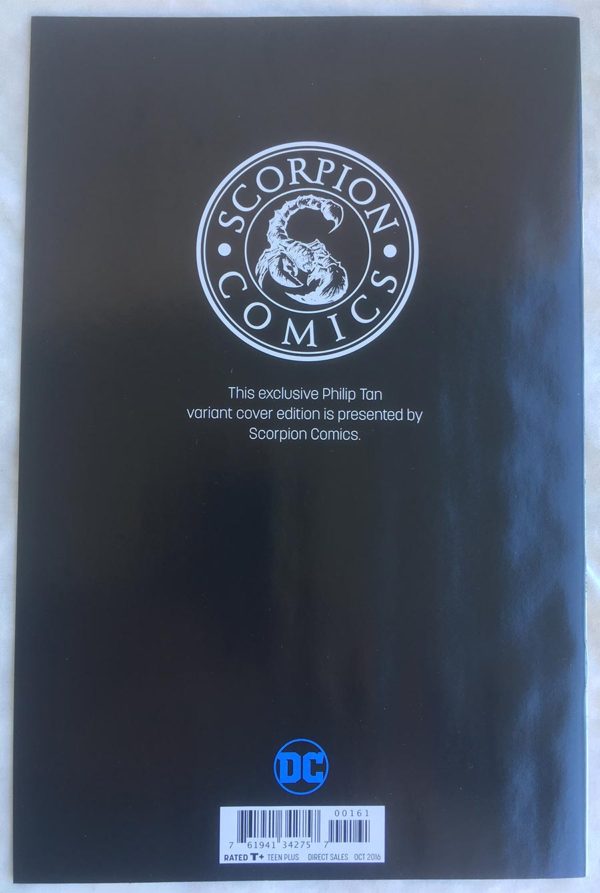 SCORPION
COMICS
This exclusive Philip Tan
variant cover edition is presented by
Scorpion Comics.
DC
00161
7 61941 34275 7
RATED T+ TEEN PLUS DIRECT SALES OCT 2016